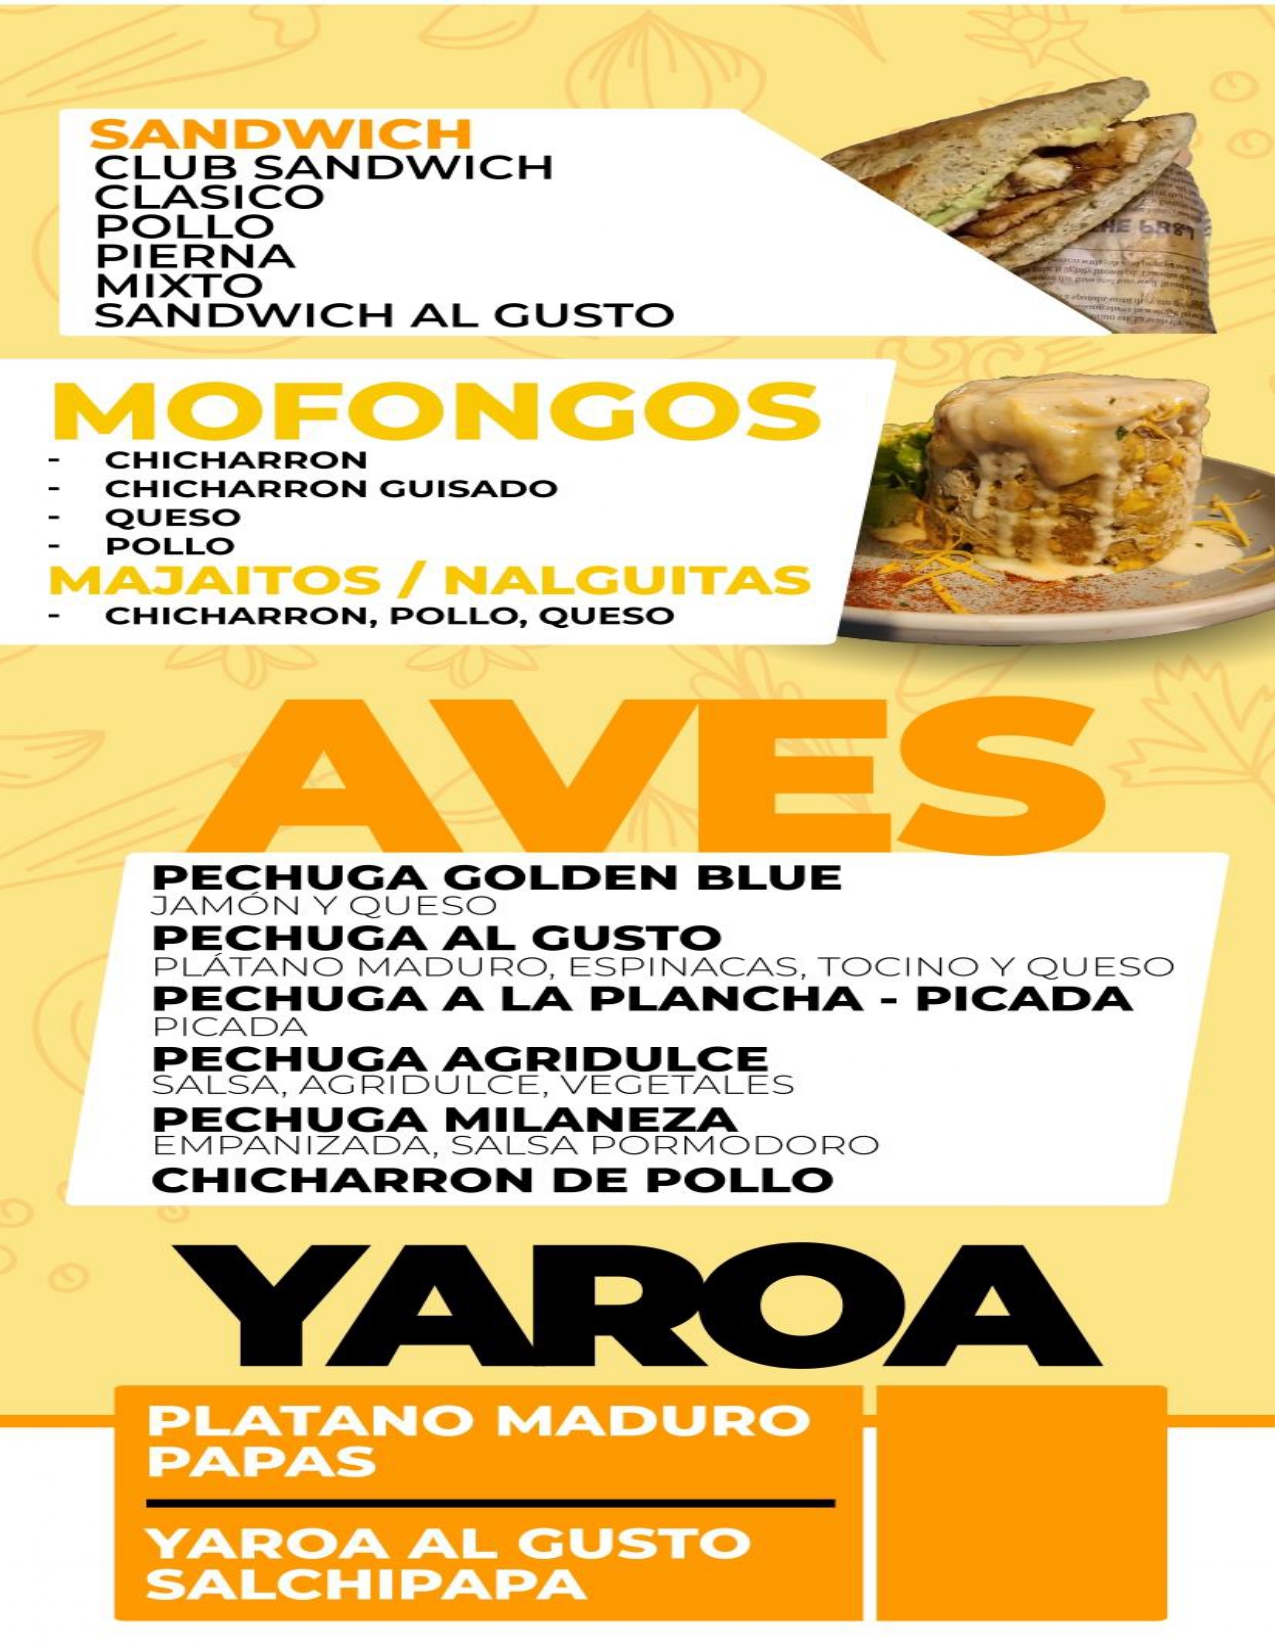 SANDWICH
CLUB SANDWICH
CLASICO
POLLO
PIERNA
MIXTO
SANDWICH AL GUSTO
MOFONGOS
- CHICHARRON
- CHICHARRON GUISADO
- QUESO
- POLLO
MAJAITOS / NALGUITAS
- CHICHARRON, POLLO, QUESO
AVES
PECHUGA GOLDEN BLUE
JAMÓN Y QUESO
PECHUGA AL GUSTO
PLÁTANO MADURO, ESPINACAS, TOCINO Y QUESO
PECHUGA A LA PLANCHA - PICADA
PICADA
PECHUGA AGRIDULCE
SALSA, AGRIDULCE, VEGETALES
PECHUGA MILANEZA
EMPANIZADA, SALSA PORMODORO
CHICHARRON DE POLLO
YAROA
PLATANO MADURO
PAPAS
YAROA AL GUSTO
SALCHIPAPA